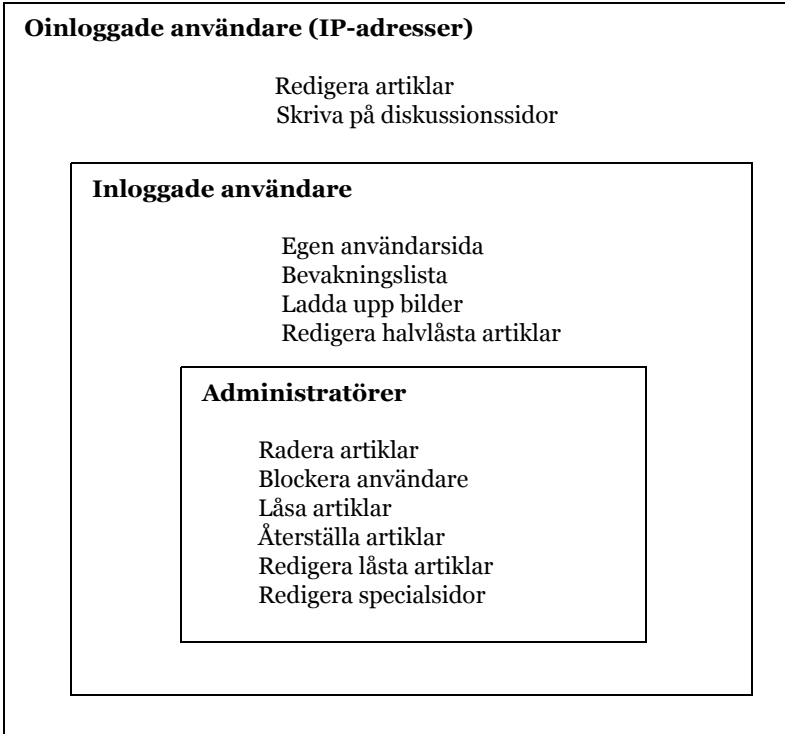 Oinloggade användare (IP-adresser)
Redigera artiklar
Skriva på diskussionssidor
Inloggade användare
Egen användarsida
Bevakningslista
Ladda upp bilder
Redigera halvlåsta artiklar
Administratörer
Radera artiklar
Blockera användare
Låsa artiklar
Återställa artiklar
Redigera låsta artiklar
Redigera specialsidor